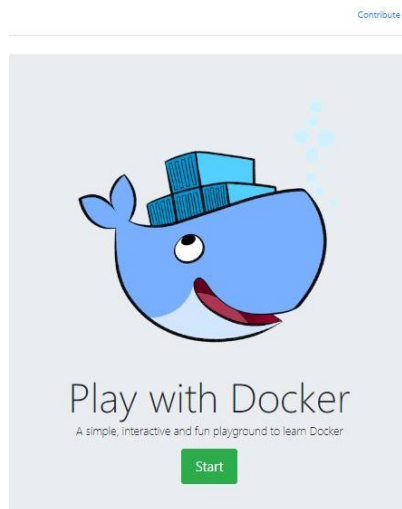 Contribute
Play with Docker
A simple, interactive and fun playground to learn Docker
Start